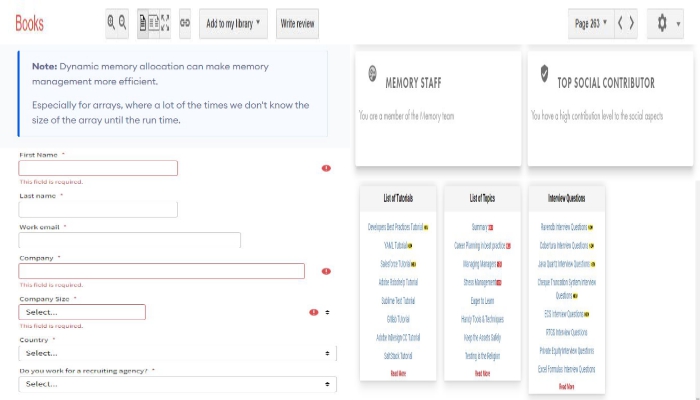 Books
Add to my library
Write review
Page 263
Note: Dynamic memory allocation can make memory
management more efficient.
Especially for arrays, where a lot of the times we don't know the
size of the array until the run time.
First Name *
This field is required.
Last name *
Work email *
Company *
This field is required.
Company Size *
Select...
This field is required.
Country *
Select...
Do you work for a recruiting agency? *
Select...
MEMORY STAFF
You are a member of the Memory team
TOP SOCIAL CONTRIBUTOR
You have a high contribution level to the social aspects
List of Tutorials
Developers Best Practices Tutorial
YAML Tutorial
Salesforce Tutorial
Adobe Robohelp Tutorial
Sublime Text Tutorial
GitLab Tutorial
Adobe InDesign CC Tutorial
SaltStack Tutorial
Read More
List of Topics
Summary
Career Planning in best practice
Managing Managers
Stress Management
Eager to Learn
Handy Tools & Techniques
Keep the Assets Safely
Testing is the Religion
Read More
Interview Questions
Interview Questions
Cobertura Interview Questions
Java Quartz Interview Questions
Cheque Truncation System Interview
Questions
ECS Interview Questions
RTGS Interview Questions
Private Equity Interview Questions
Excel Formulas Interview Questions
Read More